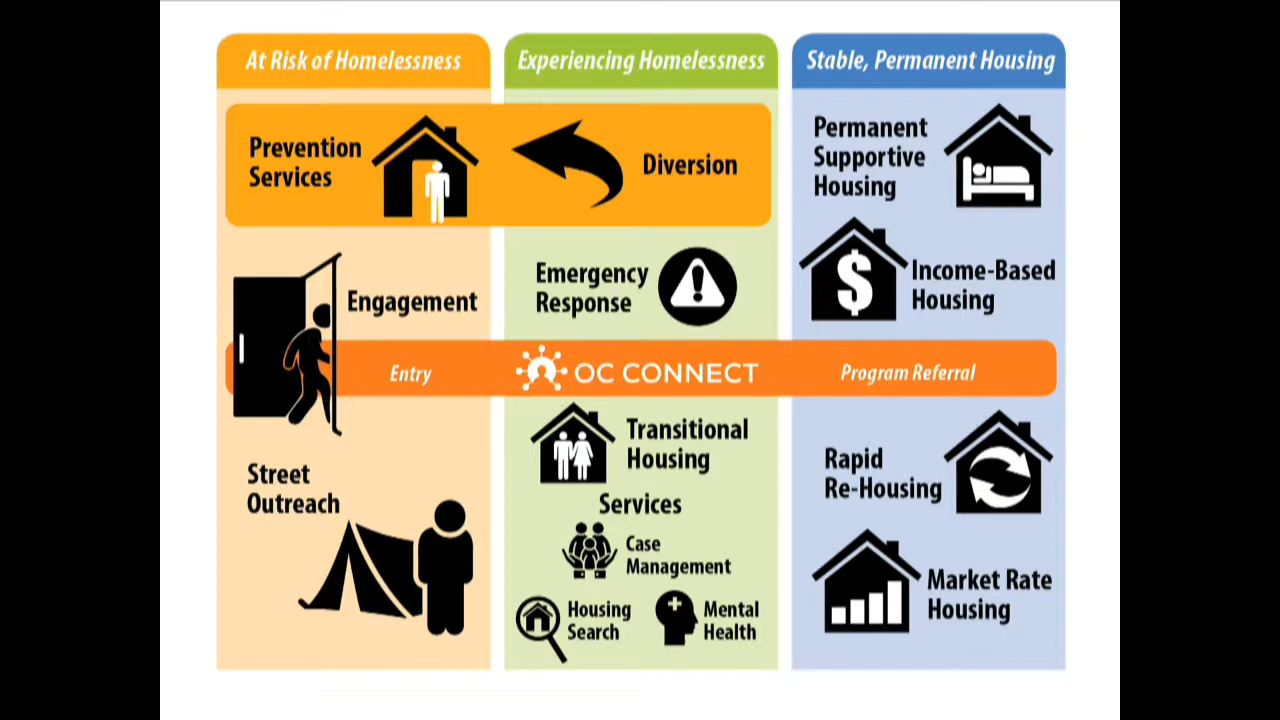 At Risk of Homelessness
Experiencing Homelessness
Stable, Permanent Housing
Prevention
Services
Diversion
Permanent
Supportive
Housing
Engagement
Emergency
Response
$
Income-Based
Housing
Entry
OC CONNECT
Program Referral
Street
Outreach
Transitional
Housing
Services
Case
Management
Housing
Search
Mental
Health
Rapid
Re-Housing
Market Rate
Housing